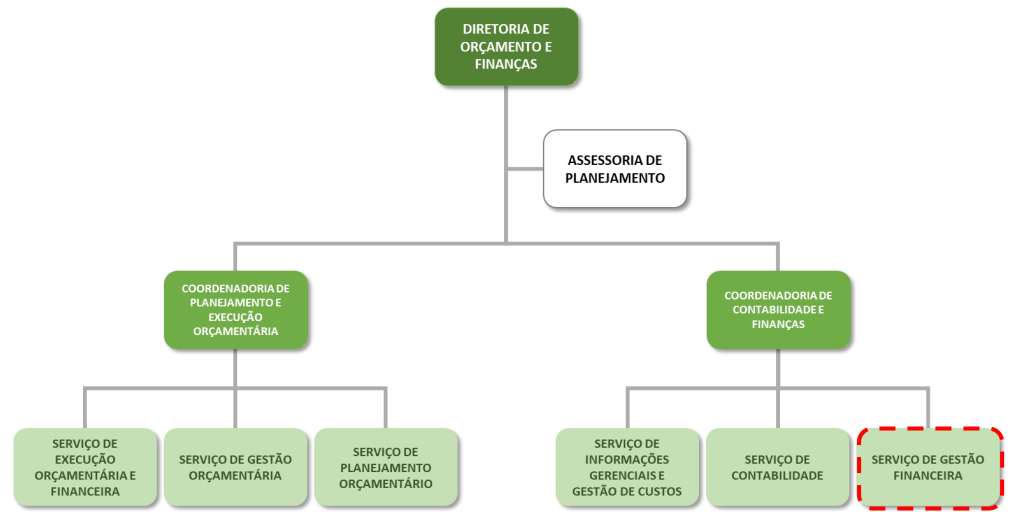 DIRETORIA DE
ORÇAMENTO E
FINANÇAS
ASSESSORIA DE
PLANEJAMENTO
COORDENADORIA DE
PLANEJAMENTO E
EXECUÇÃO
ORÇAMENTÁRIA
COORDENADORIA DE
CONTABILIDADE E
FINANÇAS
SERVIÇO DE
EXECUÇÃO
ORÇAMENTÁRIA E
FINANCEIRA
SERVIÇO DE GESTÃO
ORÇAMENTÁRIA
SERVIÇO DE
PLANEJAMENTO
ORÇAMENTÁRIO
SERVIÇO DE
INFORMAÇÕES
GERENCIAIS E
GESTÃO DE CUSTOS
SERVIÇO DE
CONTABILIDADE
SERVIÇO DE GESTÃO
FINANCEIRA